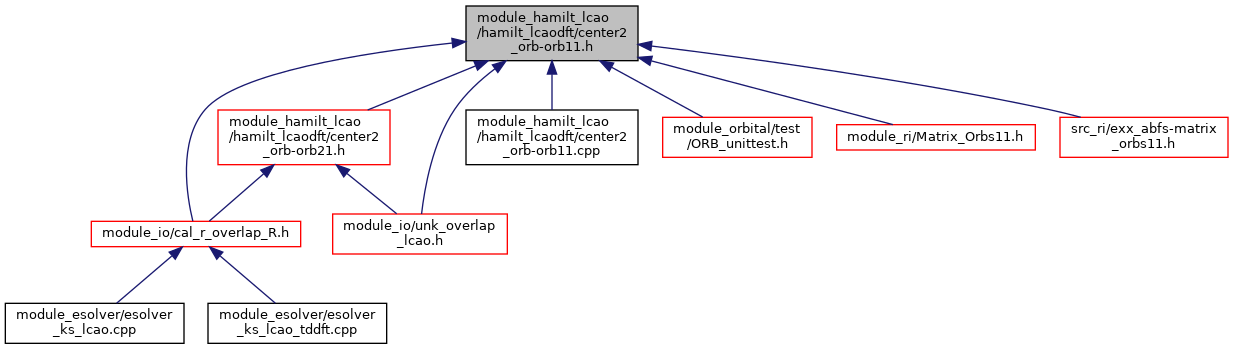 module_hamilt_lcao
/hamilt_lcaodft/center2
_orb-orb11.h
module_hamilt_lcao
/hamilt_lcaodft/center2
_orb-orb21.h
module_hamilt_lcao
/hamilt_lcaodft/center2
_orb-orb11.cpp
module_orbital/test
/ORB_unittest.h
module_ri/Matrix_Orbs11.h
src_ri/exx_abfs-matrix
_orbs11.h
module_io/cal_r_overlap_R.h
module_io/unk_overlap
_lcao.h
module_esolver/esolver
_ks_lcao.cpp
module_esolver/esolver
_ks_lcao_tddft.cpp